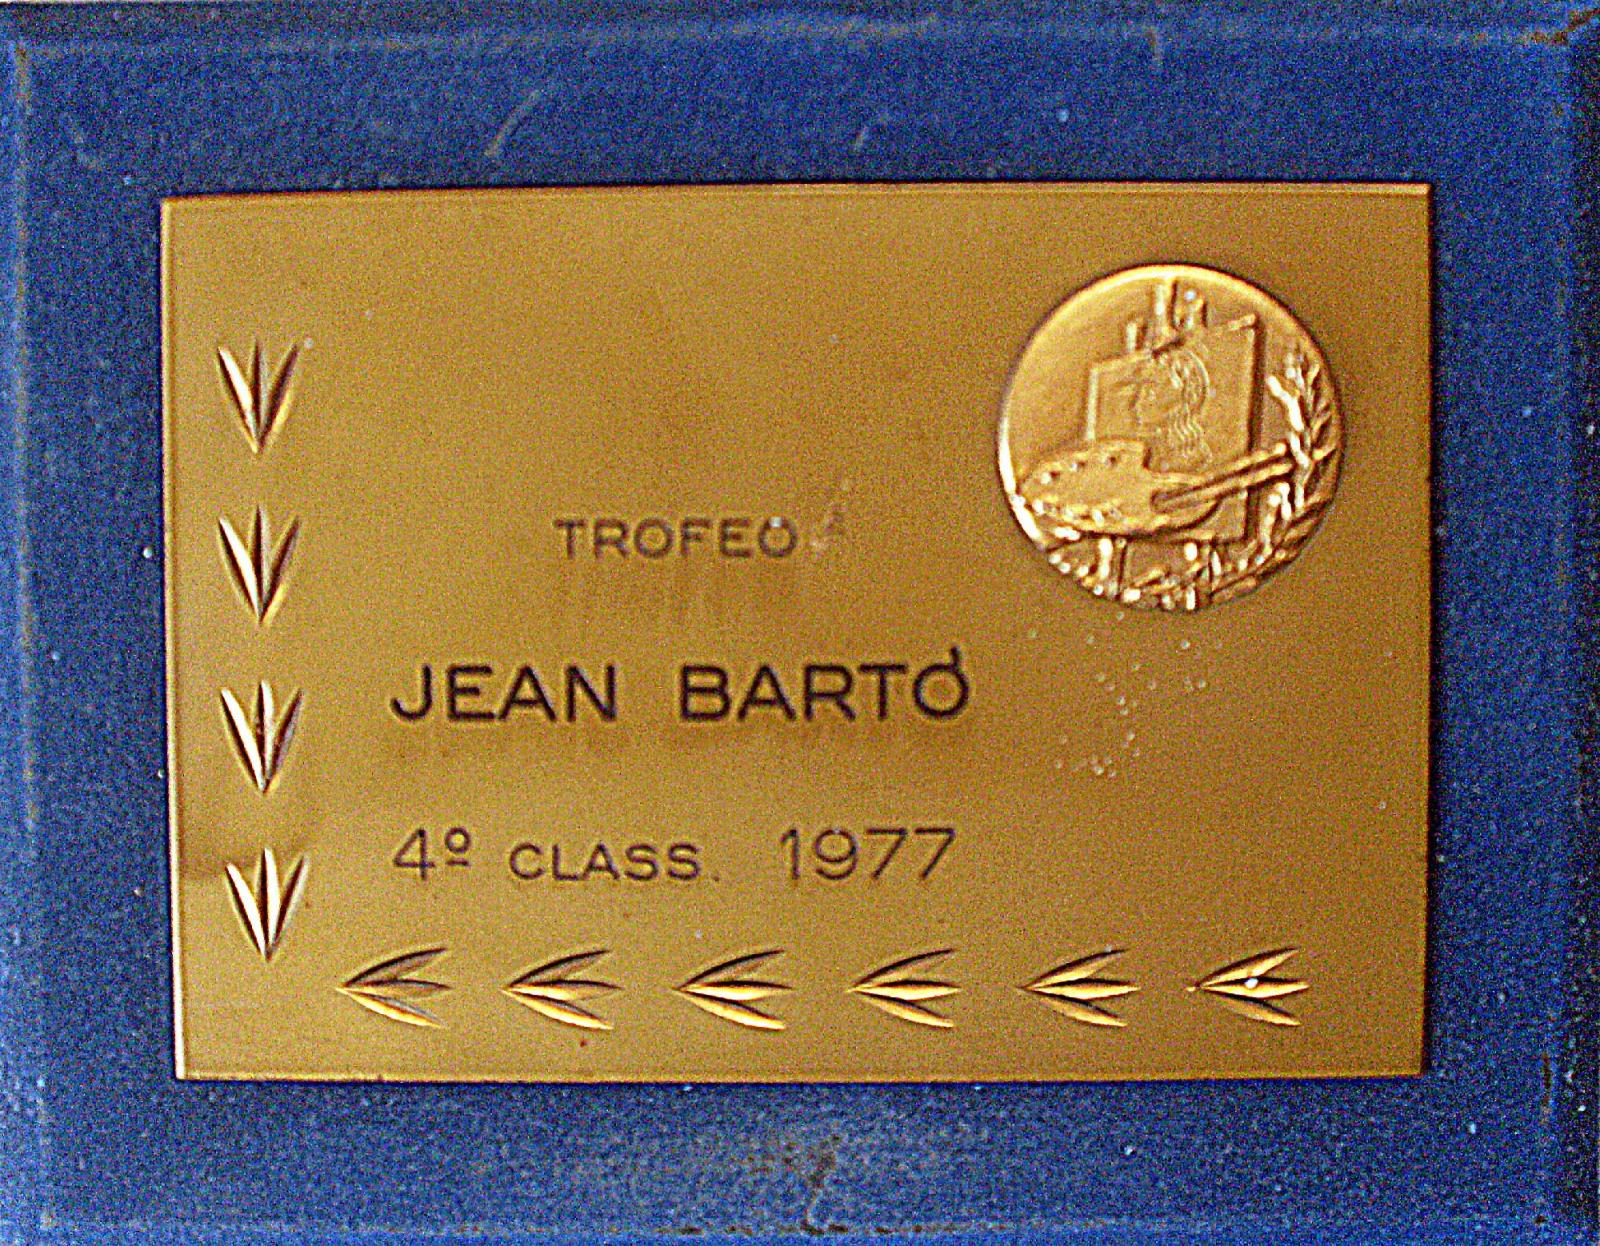 TROFEO
JEAN BARTÓ
4º CLASS. 1977